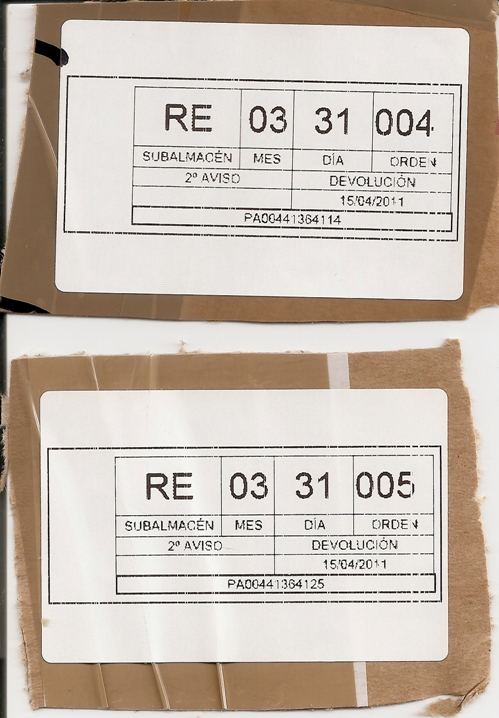 RE 03 31 004
SUBALMACÉN MES DÍA ORDEN
2º AVISO DEVOLUCIÓN
15/04/2011
PA00441364114
RE 03 31 005
SUBALMACÉN MES DÍA ORDEN
2º AVISO DEVOLUCIÓN
15/04/2011
PA00441364125